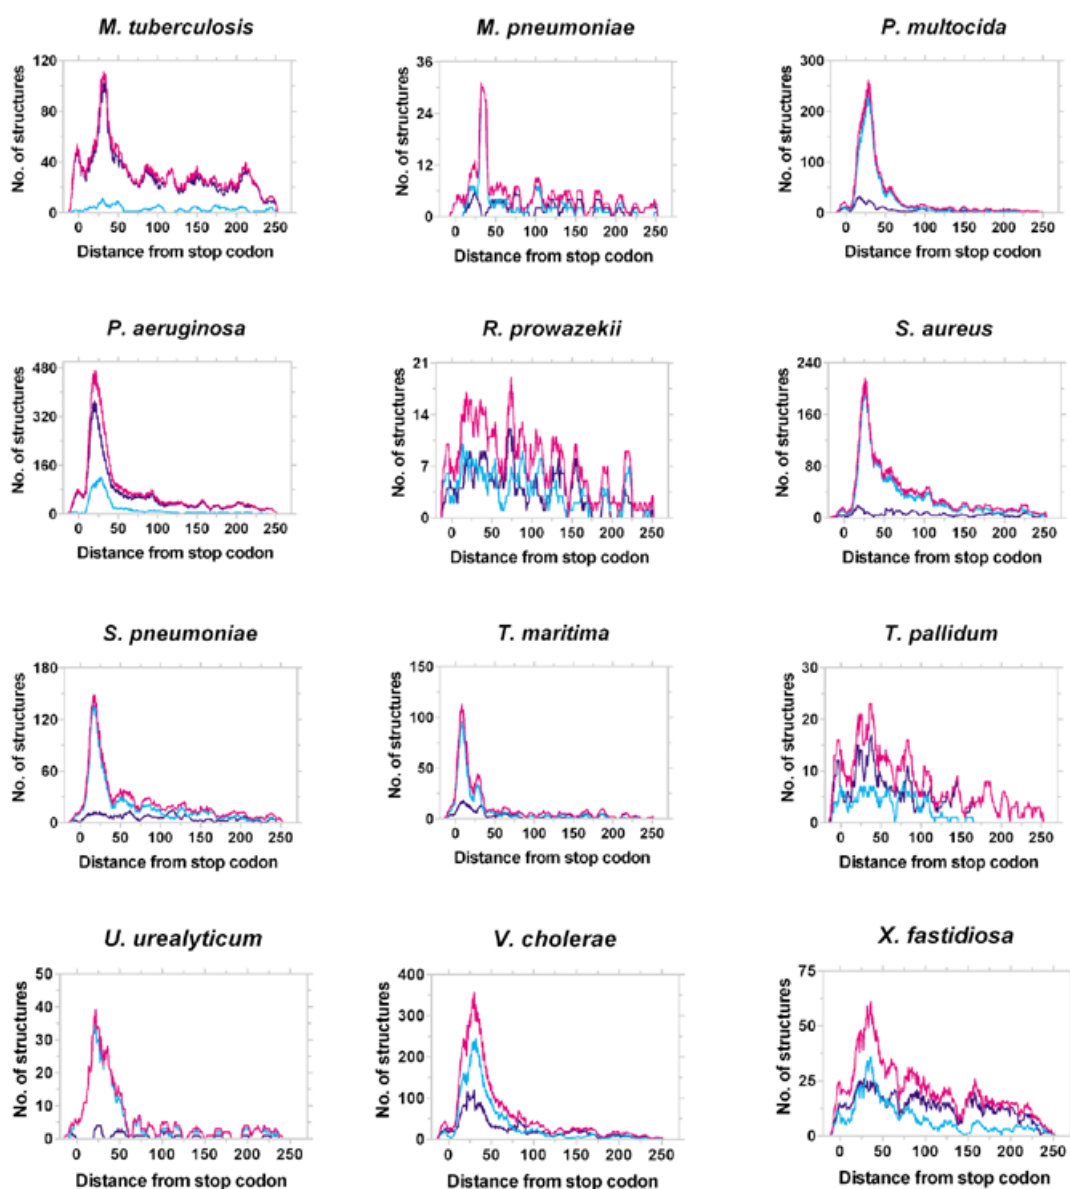 M. tuberculosis
No. of structures
120
80
40
0
0 50 100 150 200 250
Distance from stop codon
M. pneumoniae
No. of structures
36
24
12
0
0 50 100 150 200 250
Distance from stop codon
P. multocida
No. of structures
300
200
100
0
0 50 100 150 200 250
Distance from stop codon
P. aeruginosa
No. of structures
480
320
160
0
0 50 100 150 200 250
Distance from stop codon
R. prowazekii
No. of structures
21
14
7
0
0 50 100 150 200 250
Distance from stop codon
S. aureus
No. of structures
240
160
80
0
0 50 100 150 200 250
Distance from stop codon
S. pneumoniae
No. of structures
180
120
60
0
0 50 100 150 200 250
Distance from stop codon
T. maritima
No. of structures
150
100
50
0
0 50 100 150 200 250
Distance from stop codon
T. pallidum
No. of structures
30
20
10
0
0 50 100 150 200 250
Distance from stop codon
U. urealyticum
No. of structures
50
40
30
20
10
0
0 50 100 150 200 250
Distance from stop codon
V. cholerae
No. of structures
400
300
200
100
0
0 50 100 150 200 250
Distance from stop codon
X. fastidiosa
No. of structures
75
50
25
0
0 50 100 150 200 250
Distance from stop codon